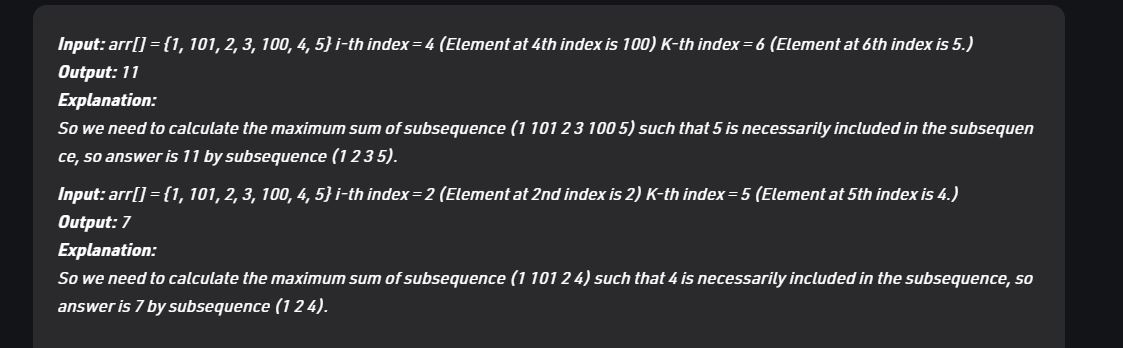 Input: arr[] = {1, 101, 2, 3, 100, 4, 5} i-th index = 4 (Element at 4th index is 100) K-th index = 6 (Element at 6th index is 5.)
Output: 11
Explanation:
So we need to calculate the maximum sum of subsequence (1 101 2 3 100 5) such that 5 is necessarily included in the subsequen
ce, so answer is 11 by subsequence (1 2 3 5).
Input: arr[] = {1, 101, 2, 3, 100, 4, 5} i-th index = 2 (Element at 2nd index is 2) K-th index = 5 (Element at 5th index is 4.)
Output: 7
Explanation:
So we need to calculate the maximum sum of subsequence (1 101 2 4) such that 4 is necessarily included in the subsequence, so
answer is 7 by subsequence (1 2 4).